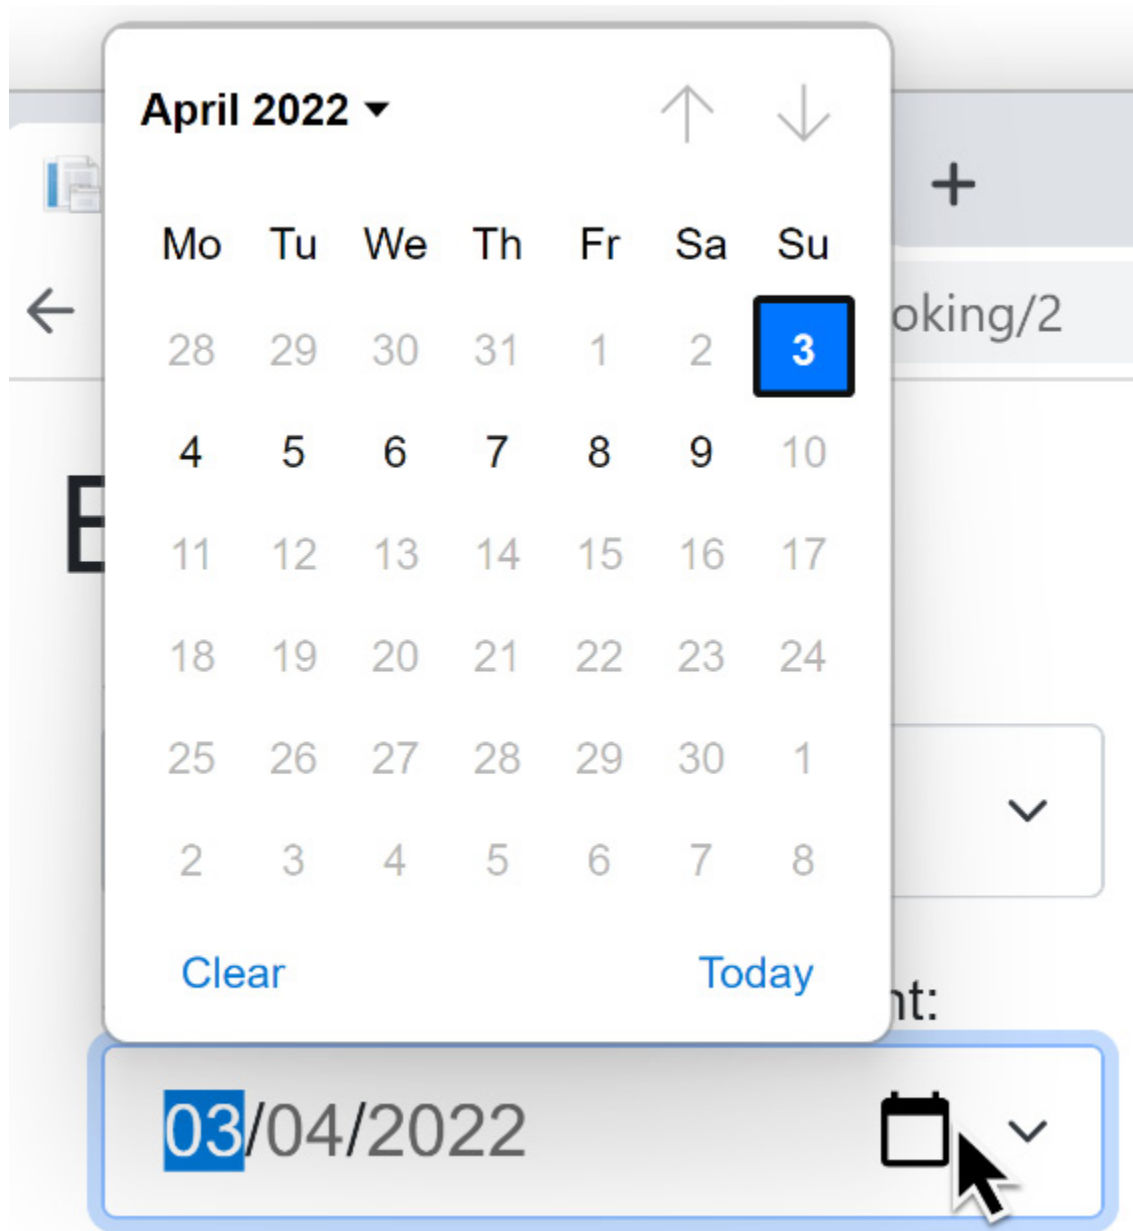 April 2022
Mo Tu We Th Fr Sa Su
oking/2
28 29 30 31 1 2 3
4 5 6 7 8 9 10
11 12 13 14 15 16 17
18 19 20 21 22 23 24
25 26 27 28 29 30 1
2 3 4 5 6 7 8
Clear Today
nt:
03/04/2022